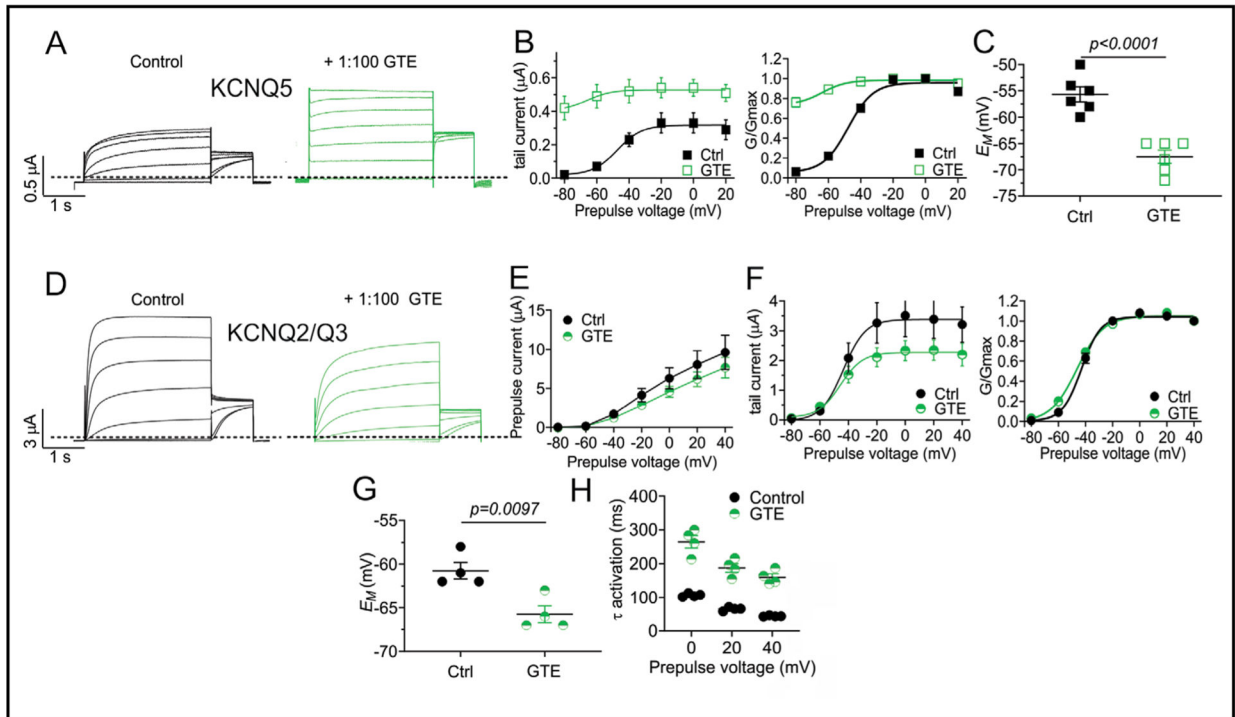 A
Control
+ 1:100 GTE
KCNQ5
0.5 µA
1 s
B
tail current (µA)
0.6
0.4
0.2
0.0
-80 -60 -40 -20 0 20
Prepulse voltage (mV)
Ctrl
GTE
G/Gmax
1.2
1.0
0.8
0.6
0.4
0.2
0.0
-80 -60 -40 -20 0 20
Prepulse voltage (mV)
Ctrl
GTE
C
p<0.0001
EM (mV)
-50
-55
-60
-65
-70
-75
Ctrl GTE
D
Control
+ 1:100 GTE
KCNQ2/Q3
3 µA
1 s
E
Prepulse current (µA)
15
10
5
0
-80 -60 -40 -20 0 20 40
Prepulse voltage (mV)
Ctrl
GTE
F
tail current (µA)
4
3
2
1
0
-80 -60 -40 -20 0 20 40
Prepulse voltage (mV)
Ctrl
GTE
G/Gmax
1.2
1.0
0.8
0.6
0.4
0.2
0.0
-80 -60 -40 -20 0 20 40
Prepulse voltage (mV)
Ctrl
GTE
G
p=0.0097
EM (mV)
-55
-60
-65
-70
Ctrl GTE
H
Control
GTE
τ activation (ms)
400
300
200
100
0
0 20 40
Prepulse voltage (mV)